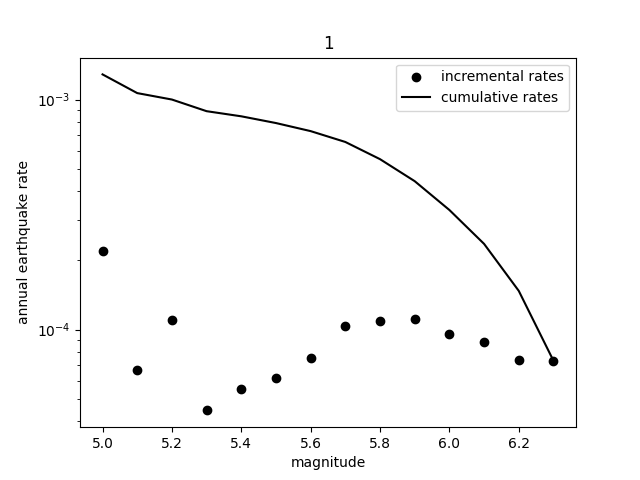 1
incremental rates
cumulative rates
annual earthquake rate
10⁻³
10⁻⁴
5.0 5.2 5.4 5.6 5.8 6.0 6.2
magnitude